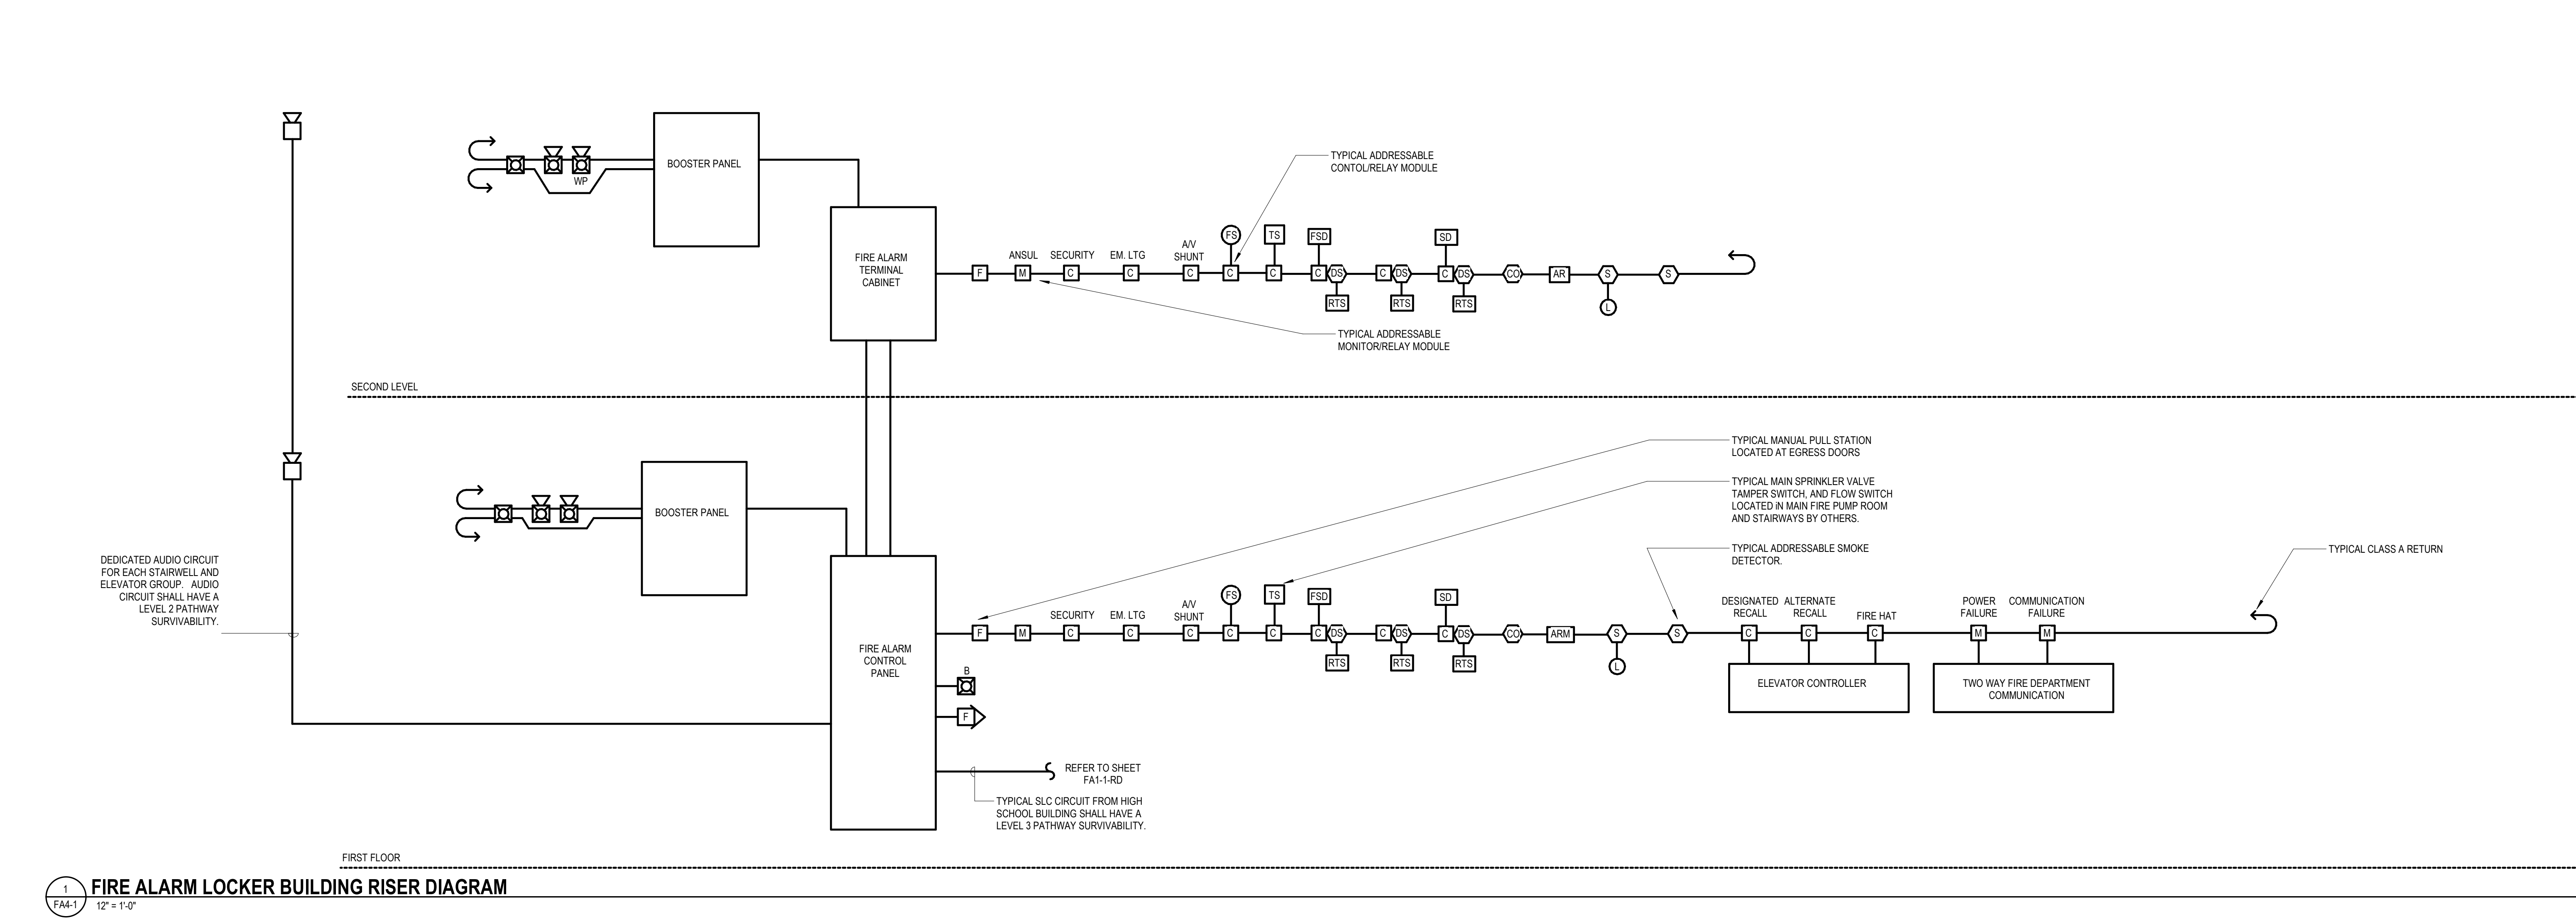 BOOSTER PANEL
WP
TYPICAL ADDRESSABLE
CONTOL/RELAY MODULE
FIRE ALARM
TERMINAL
CABINET
ANSUL
SECURITY
EM. LTG
A/V
SHUNT
FS
TS
FSD
SD
F
M
C
C
C
C
C
C
DS
C
DS
C
DS
CO
AR
S
S
RTS
RTS
RTS
L
TYPICAL ADDRESSABLE
MONITOR/RELAY MODULE
SECOND LEVEL
TYPICAL MANUAL PULL STATION
LOCATED AT EGRESS DOORS
TYPICAL MAIN SPRINKLER VALVE
TAMPER SWITCH, AND FLOW SWITCH
LOCATED iN MAIN FIRE PUMP ROOM
AND STAIRWAYS BY OTHERS.
TYPICAL ADDRESSABLE SMOKE
DETECTOR.
TYPICAL CLASS A RETURN
BOOSTER PANEL
DEDICATED AUDIO CIRCUIT
FOR EACH STAIRWELL AND
ELEVATOR GROUP. AUDIO
CIRCUIT SHALL HAVE A
LEVEL 2 PATHWAY
SURVIVABILITY.
FIRE ALARM
CONTROL
PANEL
SECURITY
EM. LTG
A/V
SHUNT
FS
TS
FSD
SD
DESIGNATED
RECALL
ALTERNATE
RECALL
FIRE HAT
POWER
FAILURE
COMMUNICATION
FAILURE
F
M
C
C
C
C
C
C
DS
C
DS
C
DS
CO
ARM
S
S
C
C
C
M
M
RTS
RTS
RTS
L
ELEVATOR CONTROLLER
TWO WAY FIRE DEPARTMENT
COMMUNICATION
B
F
REFER TO SHEET
FA1-1-RD
TYPICAL SLC CIRCUIT FROM HIGH
SCHOOL BUILDING SHALL HAVE A
LEVEL 3 PATHWAY SURVIVABILITY.
FIRST FLOOR
1
FA4-1
FIRE ALARM LOCKER BUILDING RISER DIAGRAM
12" = 1'-0"